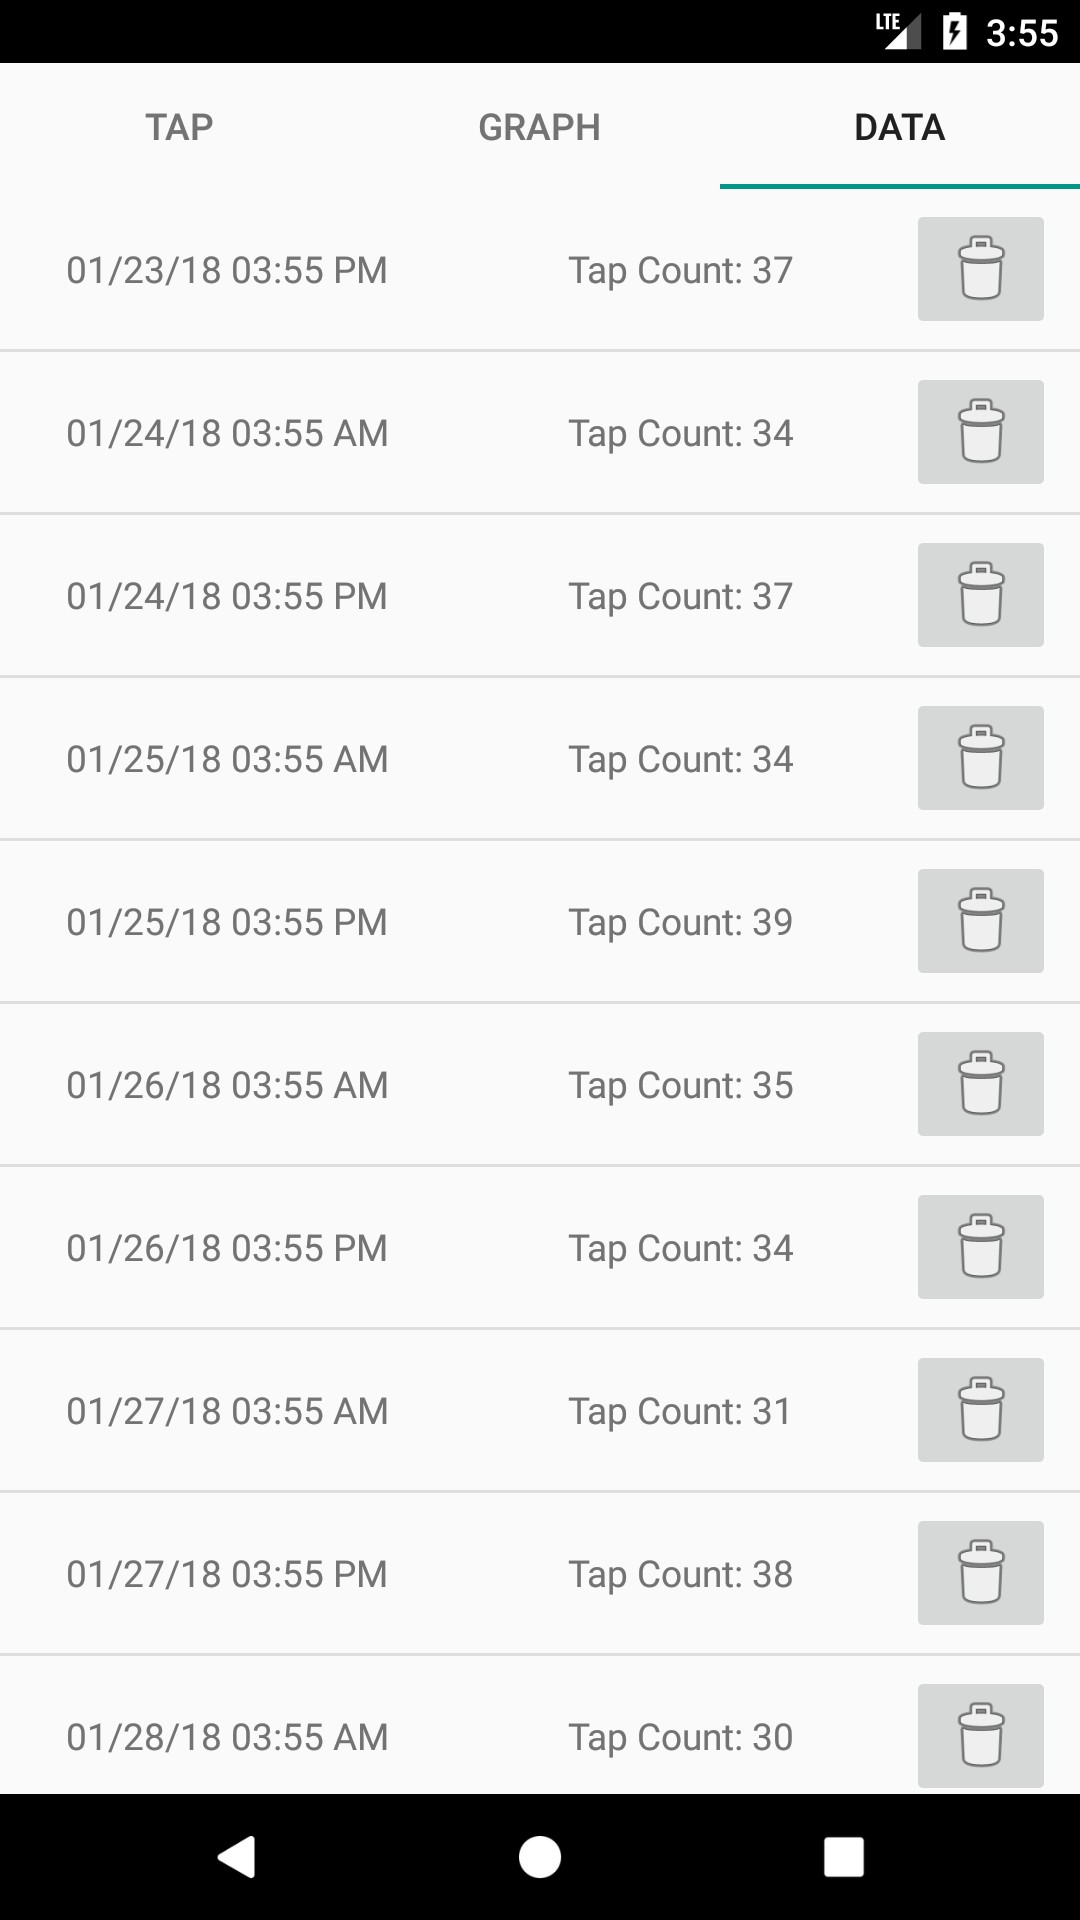 LTE 3:55
TAP GRAPH DATA
01/23/18 03:55 PM Tap Count: 37
01/24/18 03:55 AM Tap Count: 34
01/24/18 03:55 PM Tap Count: 37
01/25/18 03:55 AM Tap Count: 34
01/25/18 03:55 PM Tap Count: 39
01/26/18 03:55 AM Tap Count: 35
01/26/18 03:55 PM Tap Count: 34
01/27/18 03:55 AM Tap Count: 31
01/27/18 03:55 PM Tap Count: 38
01/28/18 03:55 AM Tap Count: 30